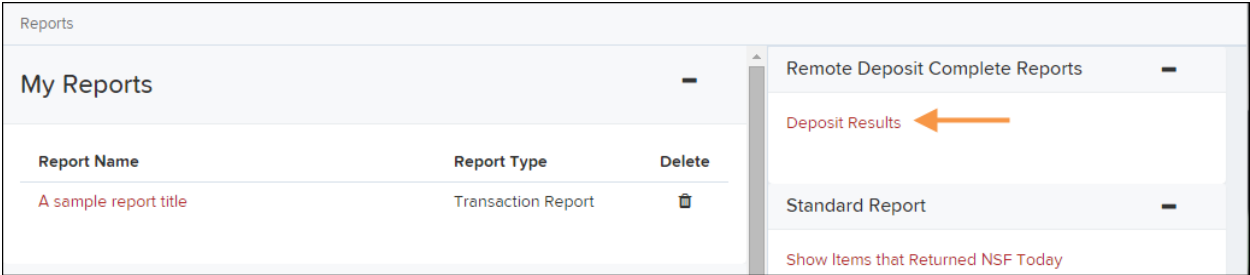 Reports
My Reports
Report Name Report Type Delete
A sample report title Transaction Report
Remote Deposit Complete Reports
Deposit Results
Standard Report
Show Items that Returned NSF Today